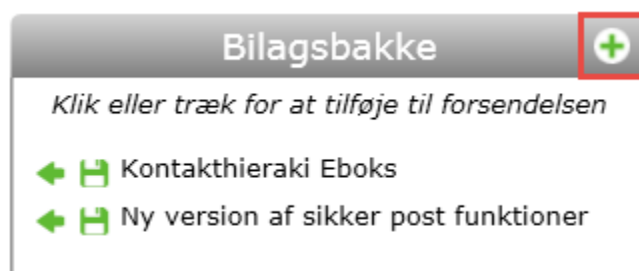 Bilagsbakke
Klik eller træk for at tilføje til forsendelsen
Kontakthieraki Eboks
Ny version af sikker post funktioner